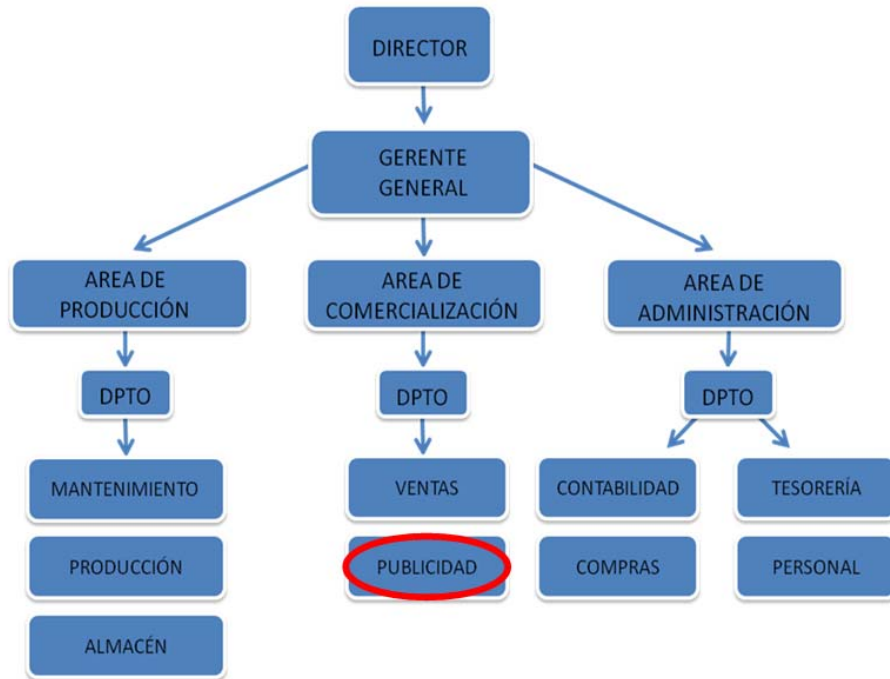 DIRECTOR
GERENTE
GENERAL
AREA DE
PRODUCCIÓN
AREA DE
COMERCIALIZACIÓN
AREA DE
ADMINISTRACIÓN
DPTO
DPTO
DPTO
MANTENIMIENTO
VENTAS
CONTABILIDAD
TESORERÍA
PRODUCCIÓN
PUBLICIDAD
COMPRAS
PERSONAL
ALMACÉN